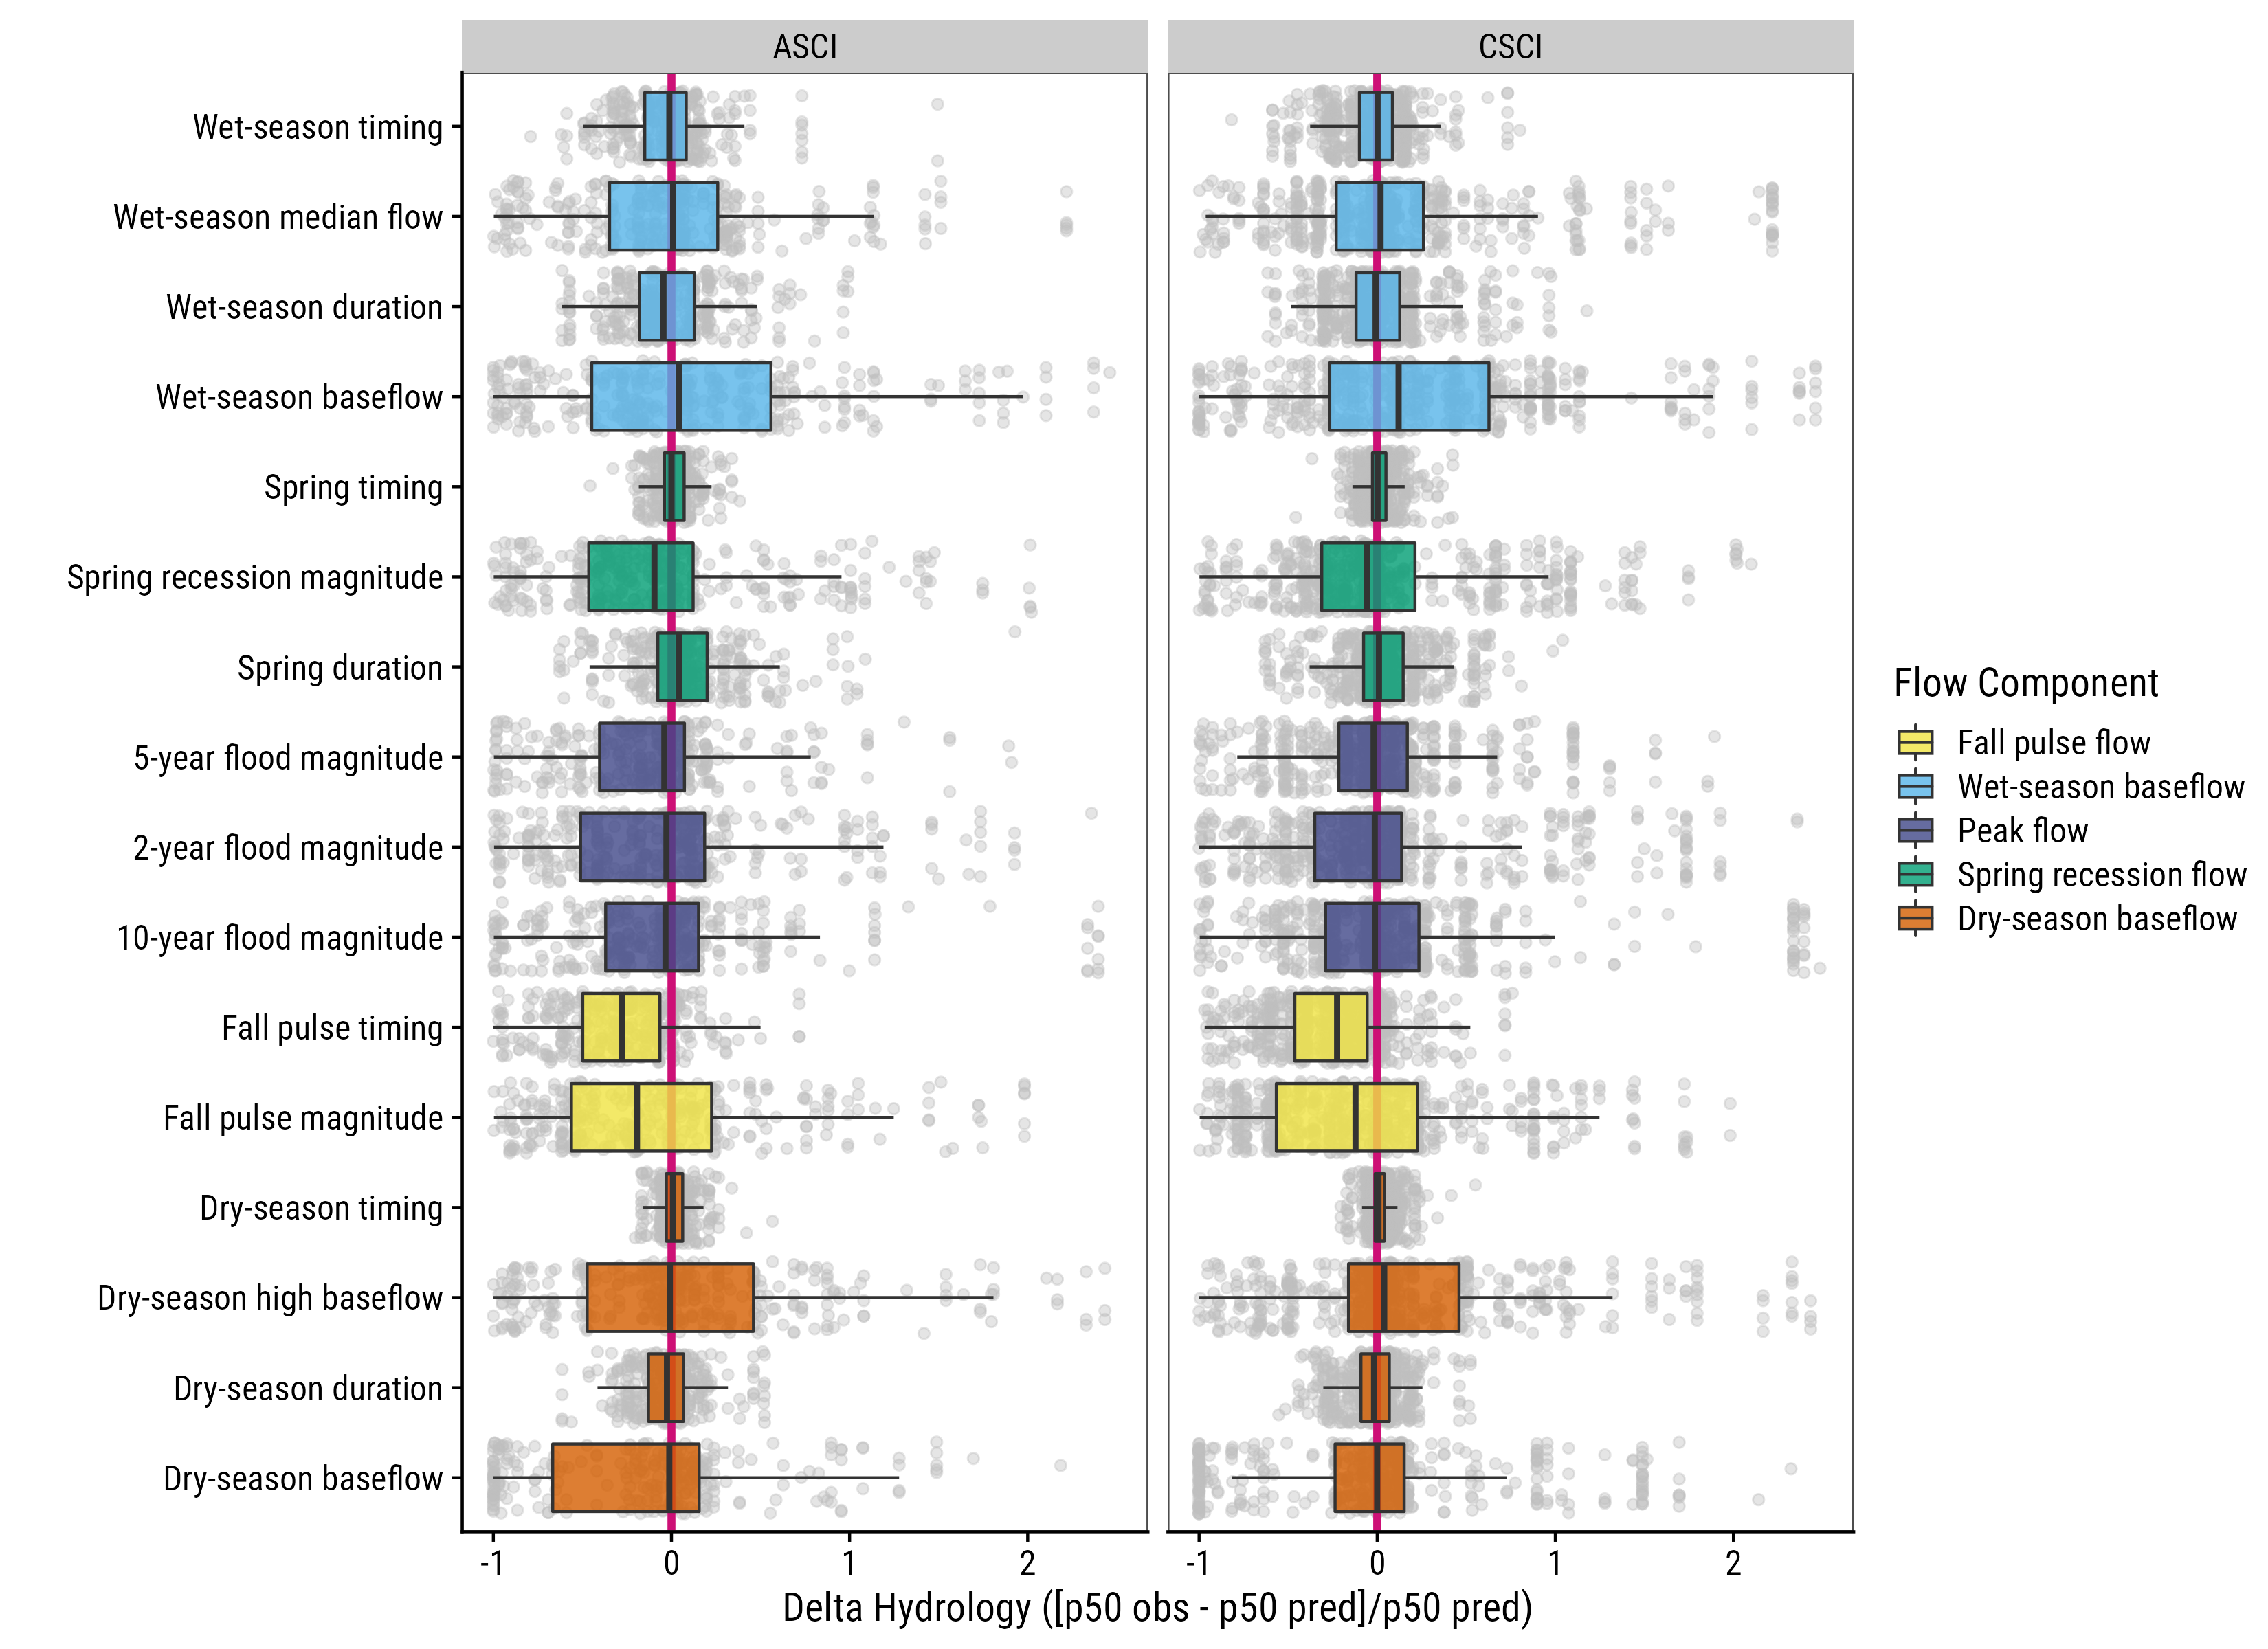 ASCI
CSCI
Wet-season timing
Wet-season median flow
Wet-season duration
Wet-season baseflow
Spring timing
Spring recession magnitude
Spring duration
5-year flood magnitude
2-year flood magnitude
10-year flood magnitude
Fall pulse timing
Fall pulse magnitude
Dry-season timing
Dry-season high baseflow
Dry-season duration
Dry-season baseflow
-1 0 1 2
-1 0 1 2
Delta Hydrology ([p50 obs - p50 pred]/p50 pred)
Flow Component
Fall pulse flow
Wet-season baseflow
Peak flow
Spring recession flow
Dry-season baseflow